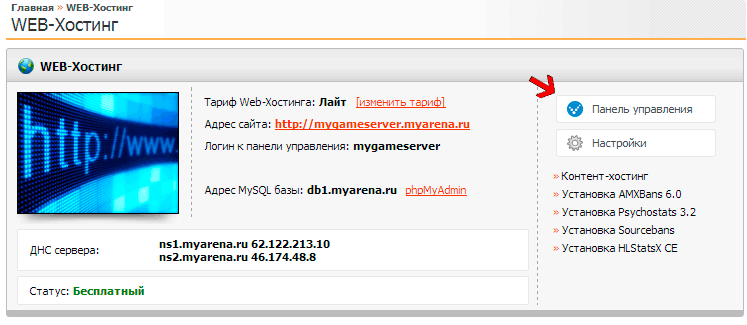 Главная » WEB-Хостинг
WEB-Хостинг
WEB-Хостинг
http://www.
Тариф Web-Хостинга: Лайт [изменить тариф]
Адрес сайта: http://mygameserver.myarena.ru
Логин к панели управления: mygameserver
Адрес MySQL базы: db1.myarena.ru phpMyAdmin
ДНС сервера:
ns1.myarena.ru 62.122.213.10
ns2.myarena.ru 46.174.48.8
Статус: Бесплатный
Панель управления
Настройки
» Контент-хостинг
» Установка AMXBans 6.0
» Установка Psychostats 3.2
» Установка Sourcebans
» Установка HLStatsX CE